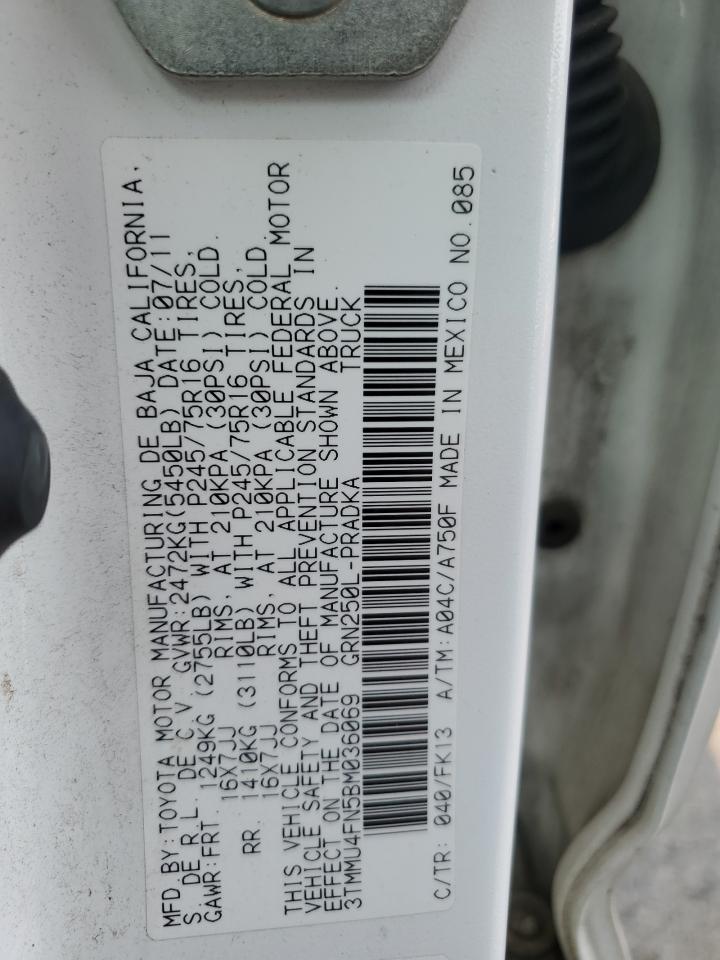 MFD.BY:TOYOTA MOTOR MANUFACTURING DE BAJA CALIFORNIA,
S. DE R.L. DE C.V. GVWR:2472KG(5450LB) DATE:07/11
GAWR:FRT. 1249KG (2755LB) WITH P245/75R16 TIRES,
16X7JJ RIMS, AT 210KPA (30PSI) COLD.
RR. 1410KG (3110LB) WITH P245/75R16 TIRES,
16X7JJ RIMS, AT 210KPA (30PSI) COLD.
THIS VEHICLE CONFORMS TO ALL APPLICABLE FEDERAL MOTOR
VEHICLE SAFETY AND THEFT PREVENTION STANDARDS IN
EFFECT ON THE DATE OF MANUFACTURE SHOWN ABOVE.
3TMMU4FN5BM036069 GRN250L-PRADKA TRUCK
C/TR: 040/FK13 A/TM:A04C/A750F MADE IN MEXICO NO.085